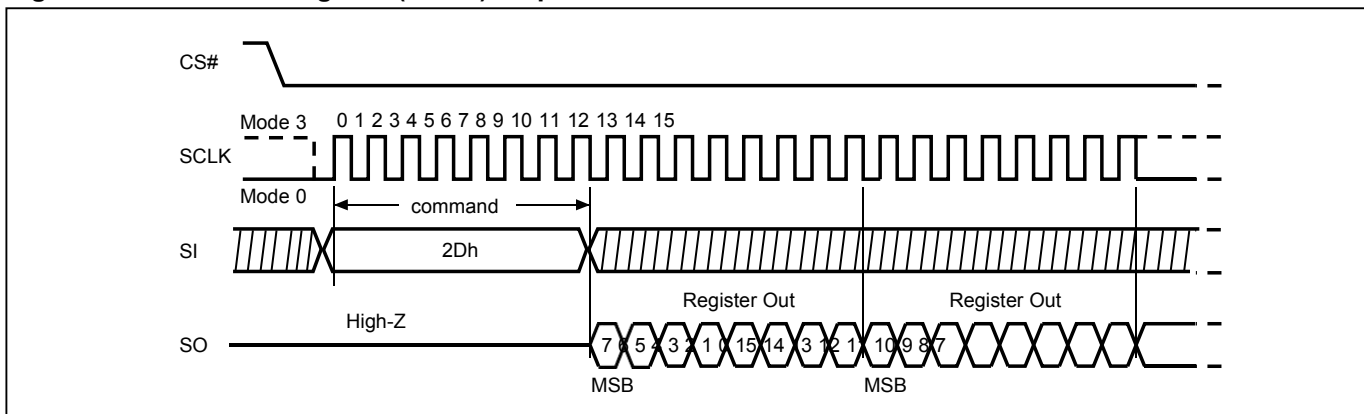 CS#
Mode 3
0 1 2 3 4 5 6 7 8 9 10 11 12 13 14 15
SCLK
Mode 0
command
SI
2Dh
Register Out
Register Out
High-Z
SO
7 6 5 4 3 2 1 0 15 14 13 12 11 10 9 8 7
MSB
MSB